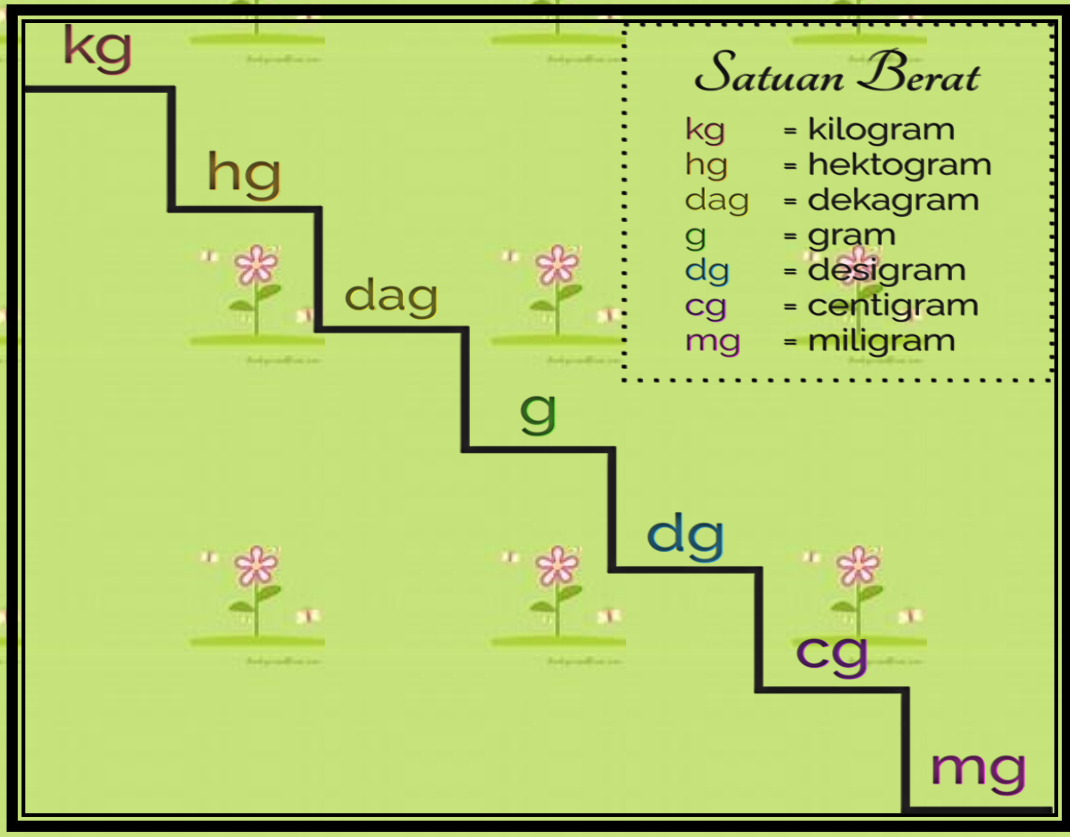 kg
hg
dag
g
dg
cg
mg
Satuan Berat
kg = kilogram
hg = hektogram
dag = dekagram
g = gram
dg = desigram
cg = centigram
mg = miligram